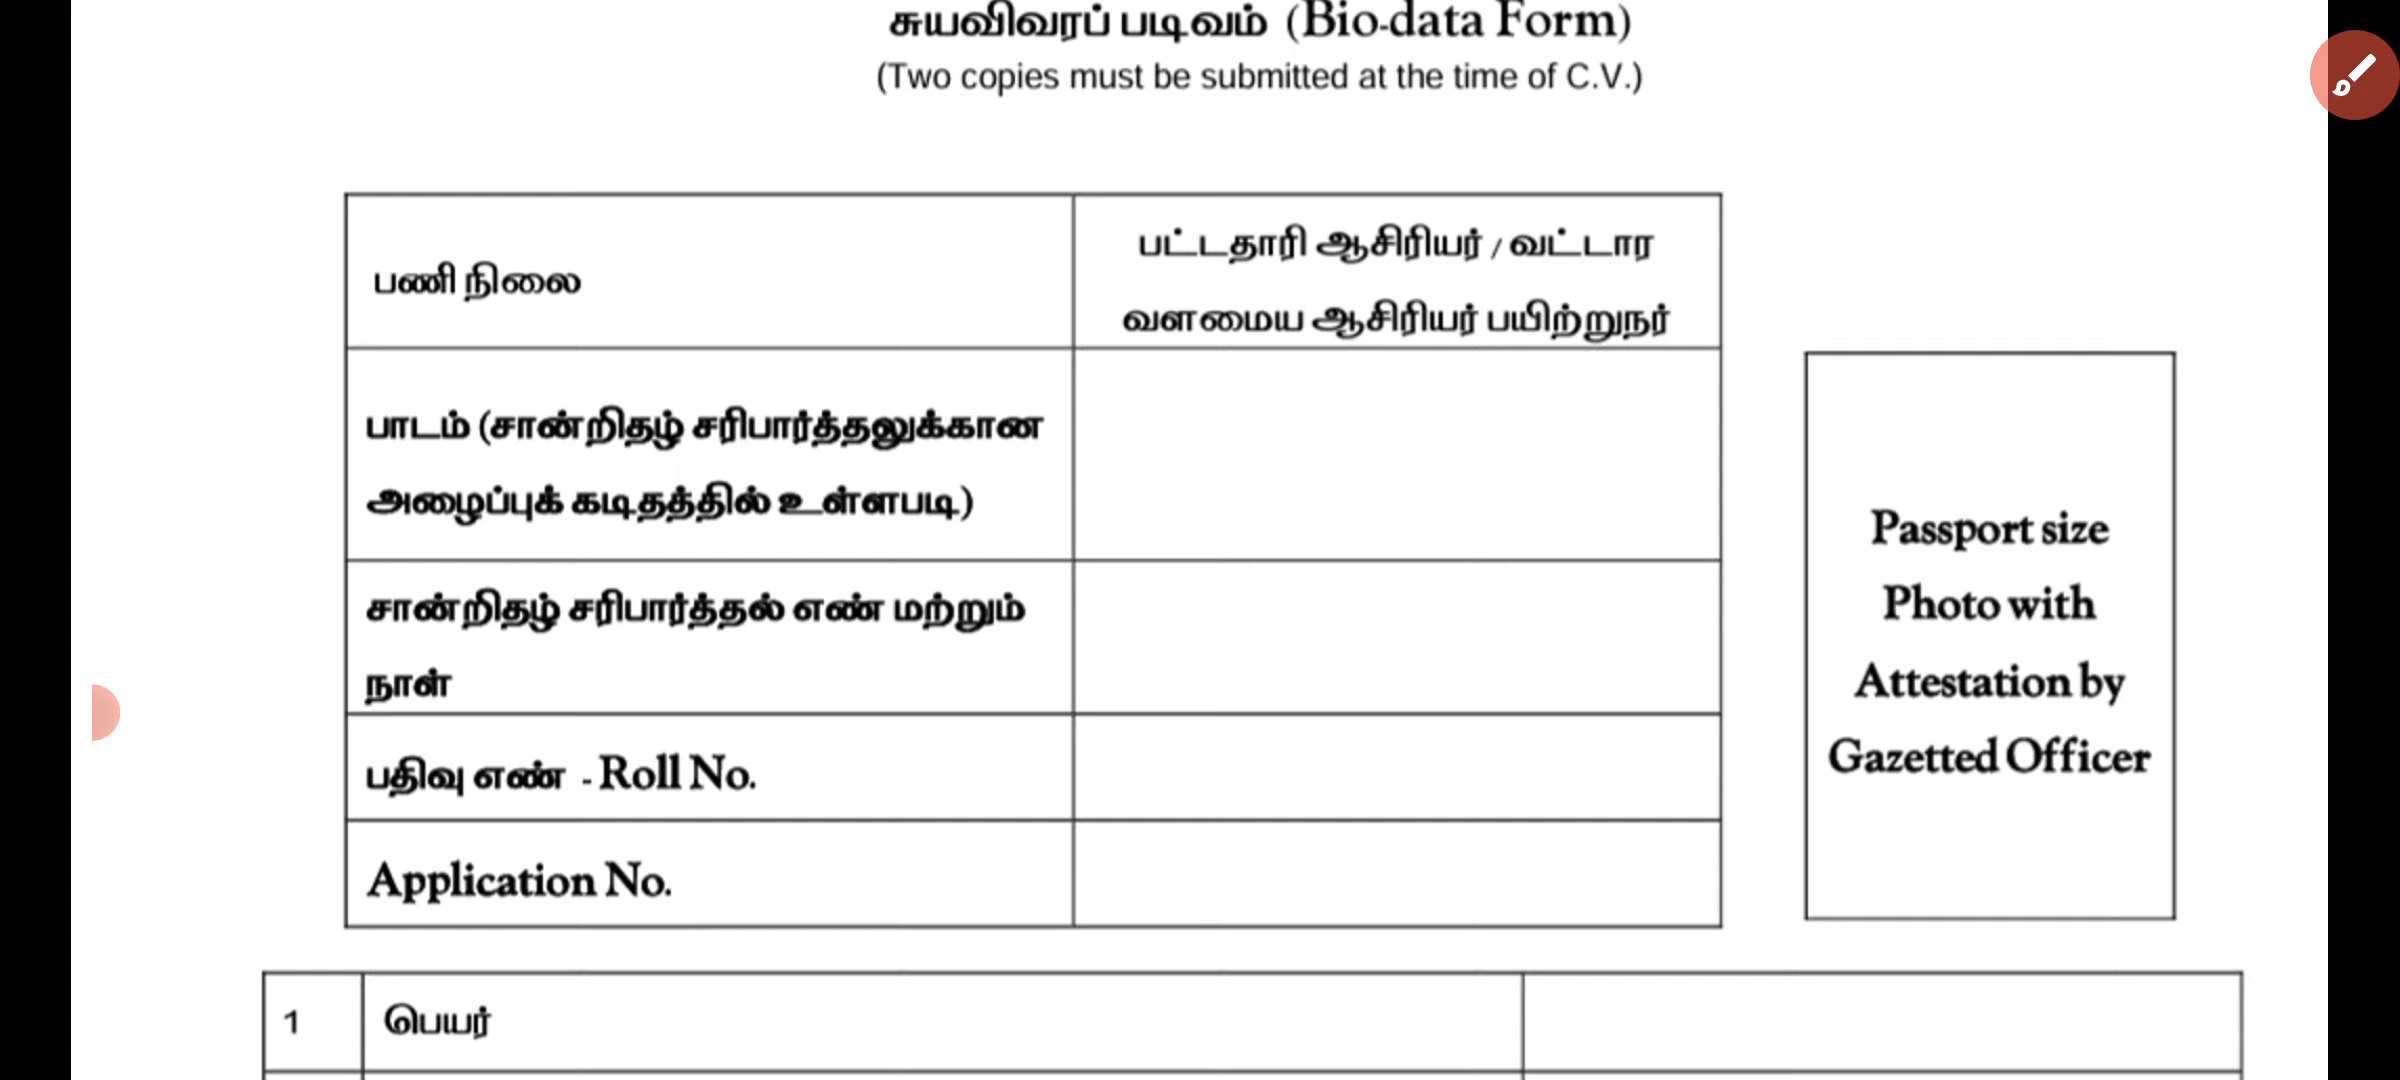 சுயவிவரப் படிவம் (Bio-data Form)
(Two copies must be submitted at the time of C.V.)
பணி நிலை
பட்டதாரி ஆசிரியர் / வட்டார
வளமைய ஆசிரியர் பயிற்றுநர்
பாடம் (சான்றிதழ் சரிபார்த்தலுக்கான
அழைப்புக் கடிதத்தில் உள்ளபடி)
சான்றிதழ் சரிபார்த்தல் எண் மற்றும்
நாள்
பதிவு எண் - Roll No.
Application No.
Passport size
Photo with
Attestation by
Gazetted Officer
1 பெயர்